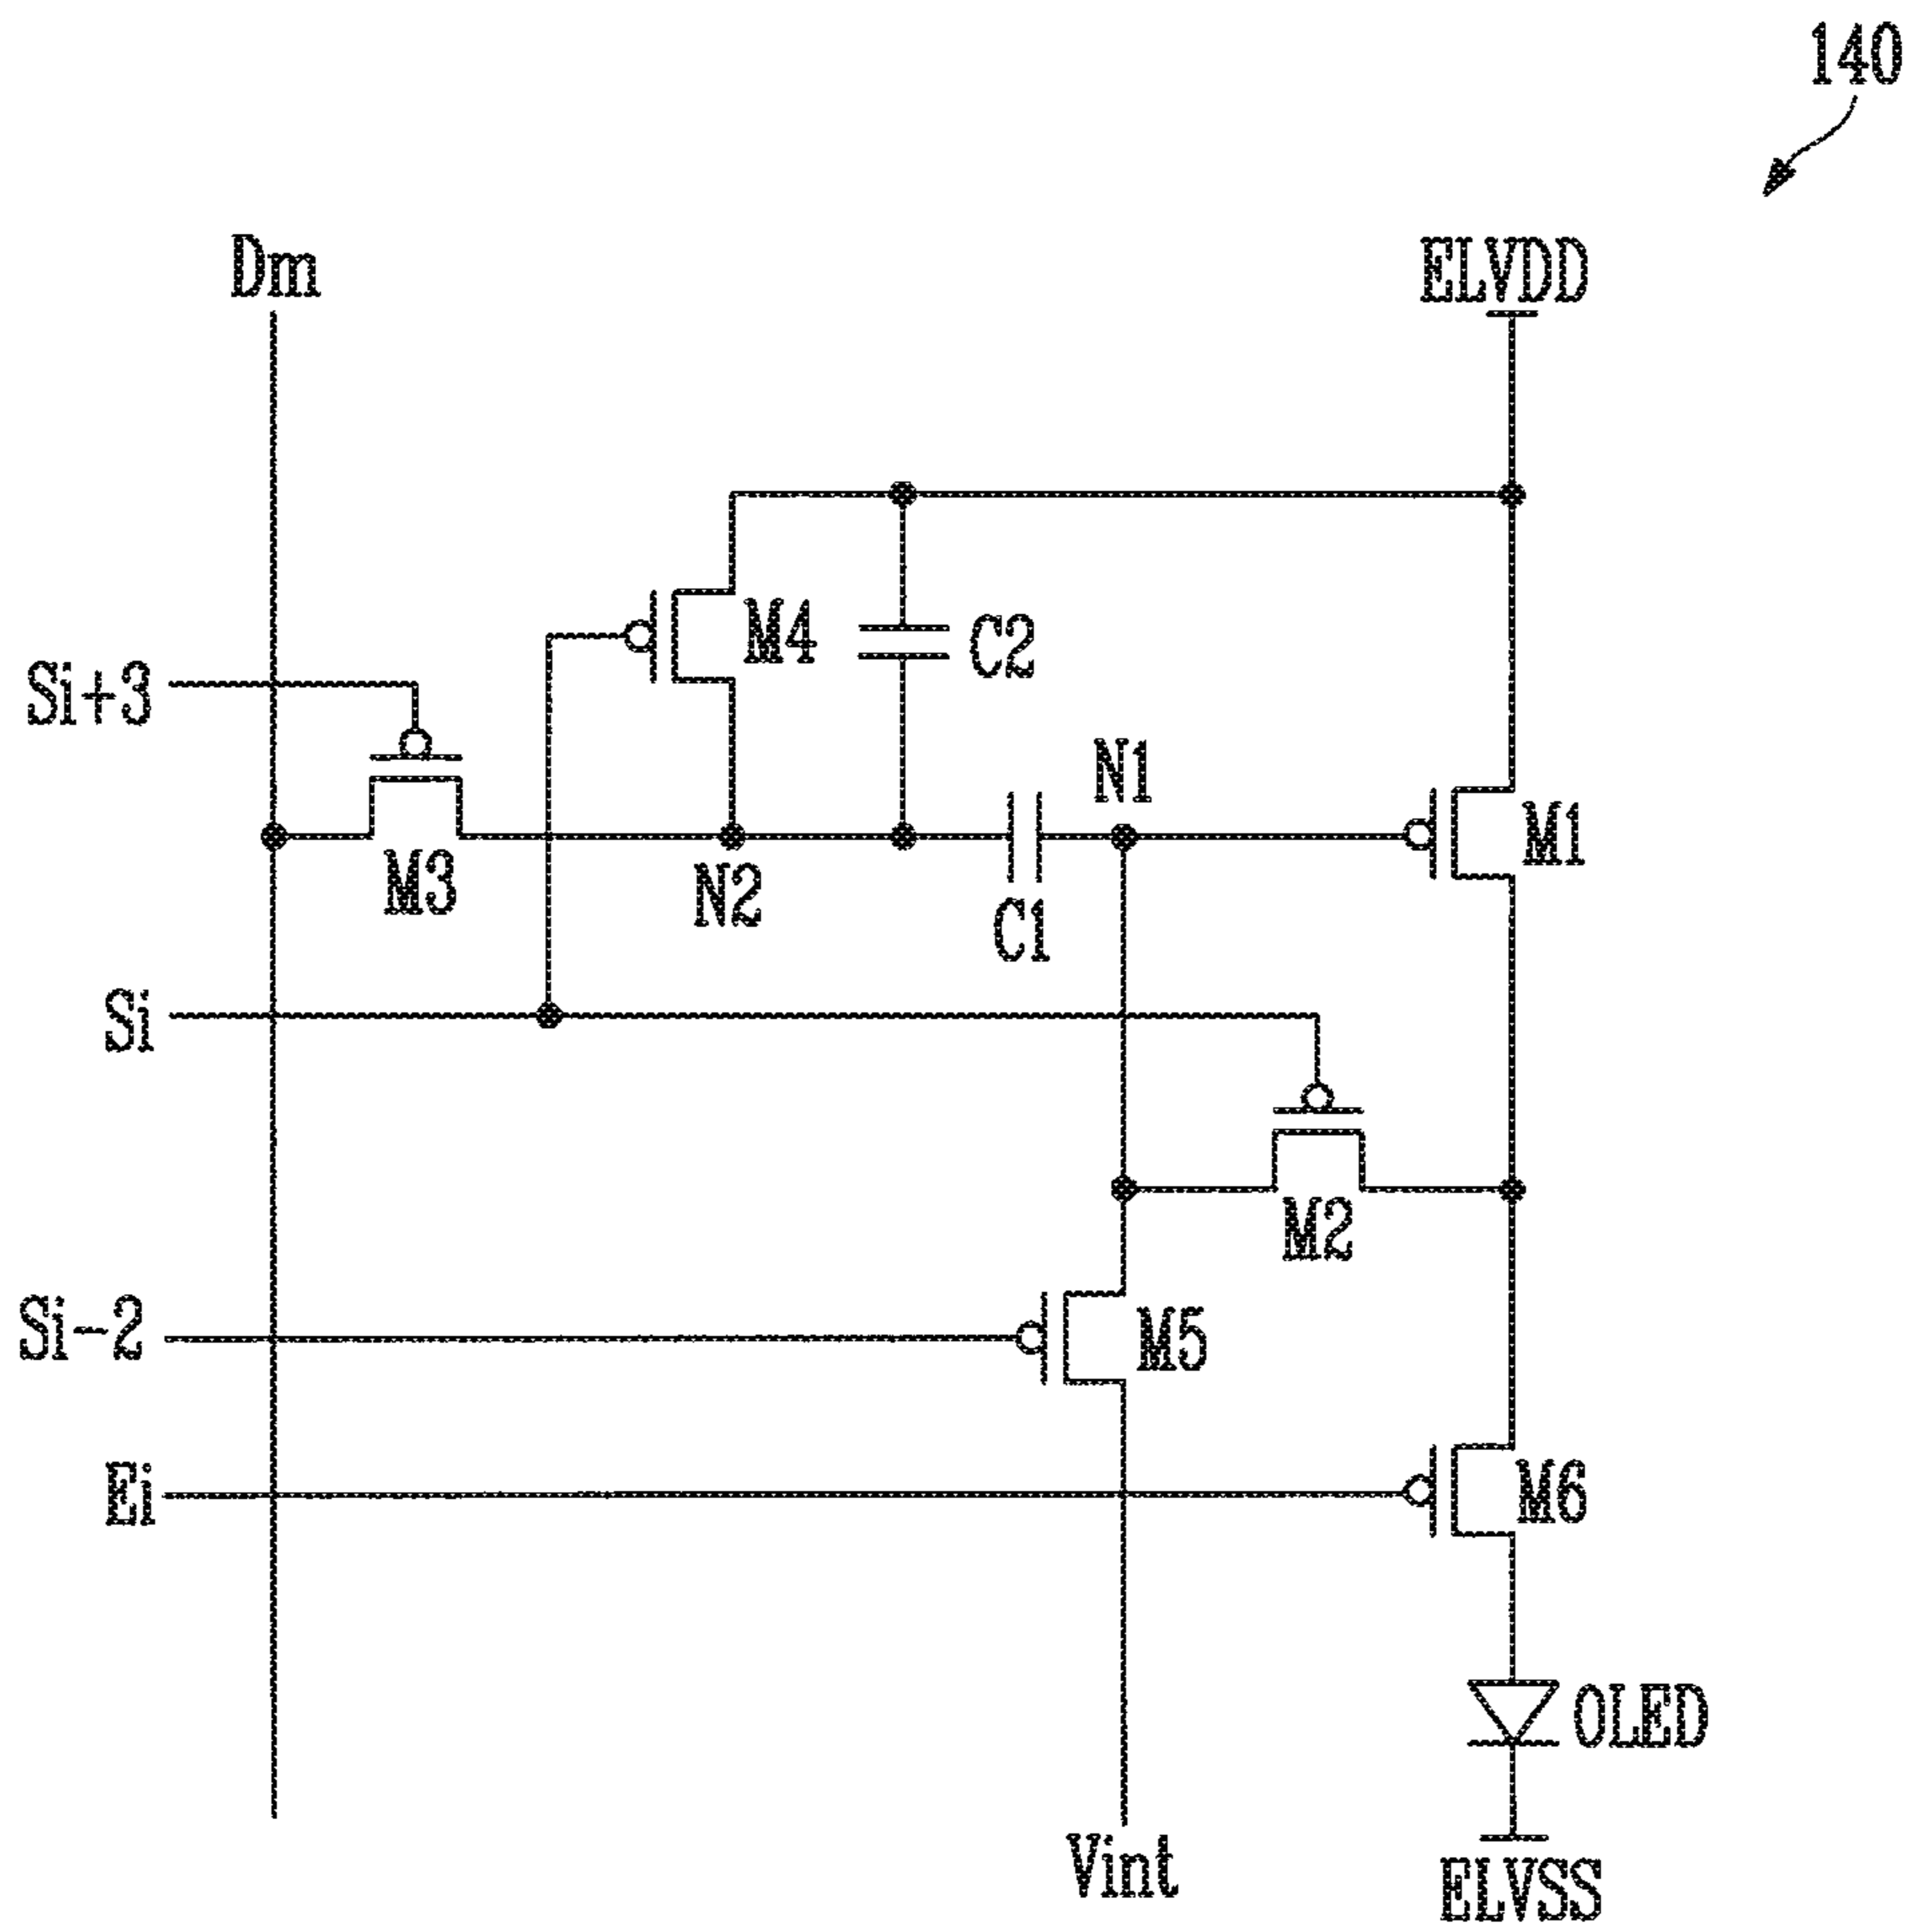 140
Dm
ELVDD
M4
C2
Si+3
N1
M1
M3
N2
C1
Si
M2
Si-2
M5
Ei
M6
OLED
Vint
ELVSS